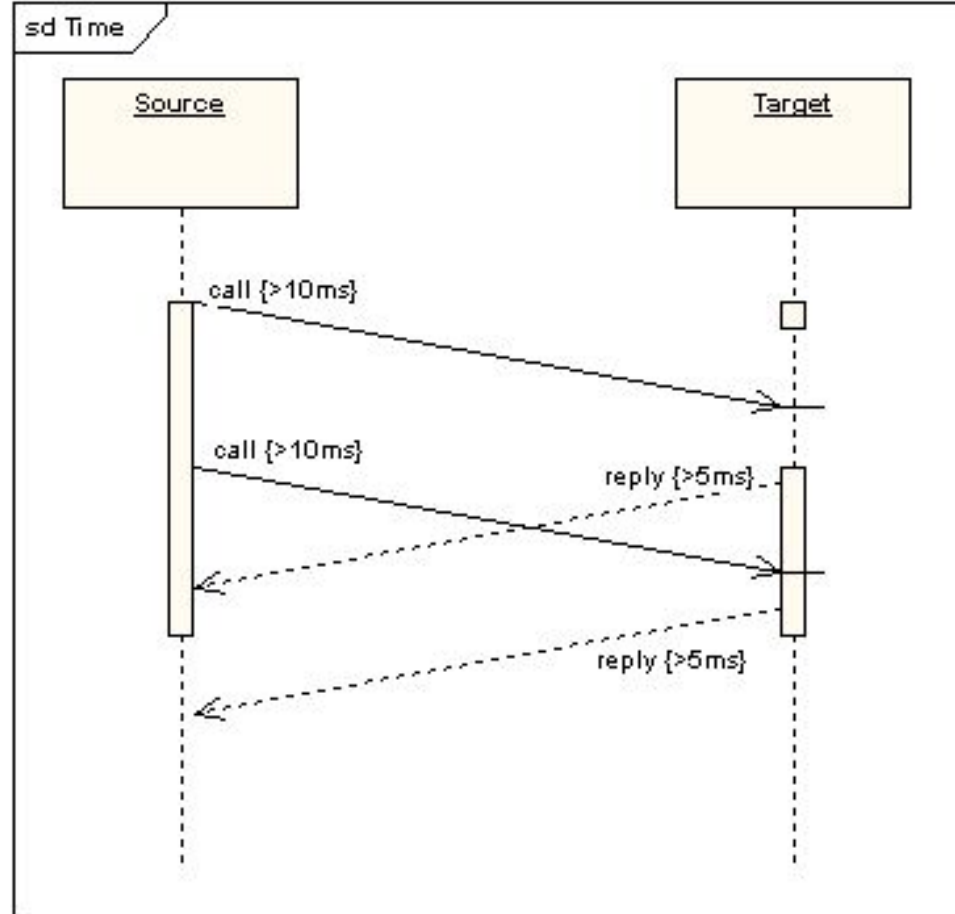 sd Time
Source
Target
call {>10ms}
call {>10ms}
reply {>5ms}
reply {>5ms}